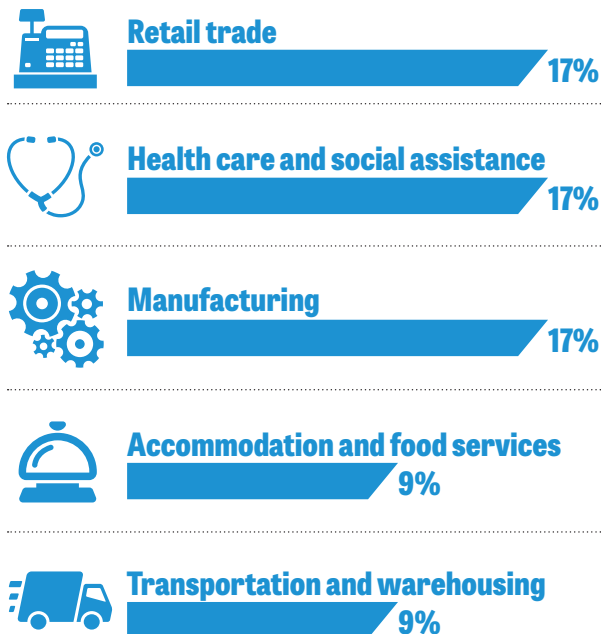 Retail trade
17%
Health care and social assistance
17%
Manufacturing
17%
Accommodation and food services
9%
Transportation and warehousing
9%